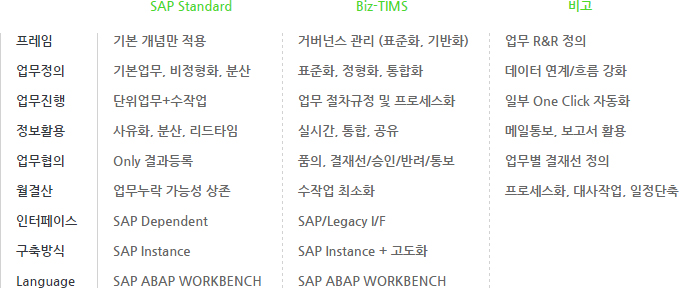 SAP Standard Biz-TIMS 비고
프레임 기본 개념만 적용 거버넌스 관리 (표준화, 기반화) 업무 R&R 정의
업무정의 기본업무, 비정형화, 분산 표준화, 정형화, 통합화 데이터 연계/흐름 강화
업무진행 단위업무+수작업 업무 절차규정 및 프로세스화 일부 One Click 자동화
정보활용 사유화, 분산, 리드타임 실시간, 통합, 공유 메일통보, 보고서 활용
업무협의 Only 결과등록 품의, 결재선/승인/반려/통보 업무별 결재선 정의
월결산 업무누락 가능성 상존 수작업 최소화 프로세스화, 대사작업, 일정단축
인터페이스 SAP Dependent SAP/Legacy I/F
구축방식 SAP Instance SAP Instance + 고도화
Language SAP ABAP WORKBENCH SAP ABAP WORKBENCH